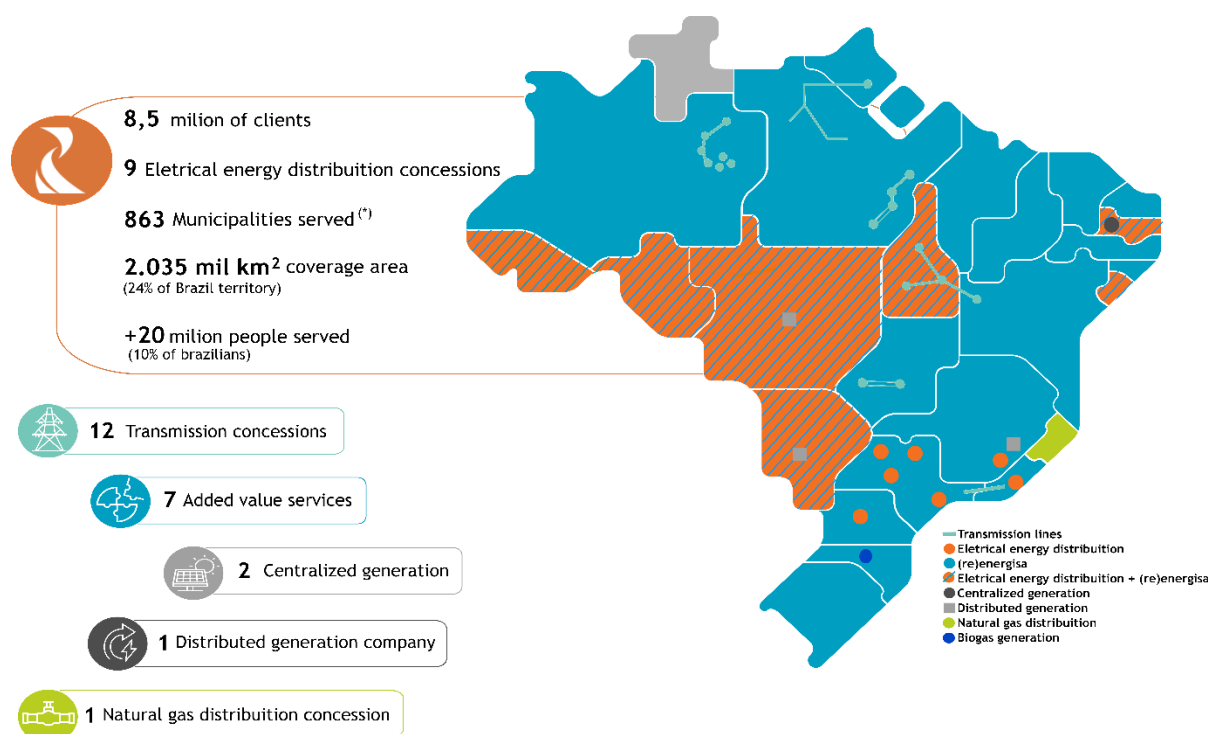 8,5 milion of clients
9 Eletrical energy distribuition concessions
863 Municipalities served (*)
2.035 mil km² coverage area
(24% of Brazil territory)
+20 milion people served
(10% of brazilians)
12 Transmission concessions
7 Added value services
2 Centralized generation
1 Distributed generation company
1 Natural gas distribuition concession
Transmission lines
Eletrical energy distribuition
(re)energisa
Eletrical energy distribuition + (re)energisa
Centralized generation
Distributed generation
Natural gas distribuition
Biogas generation